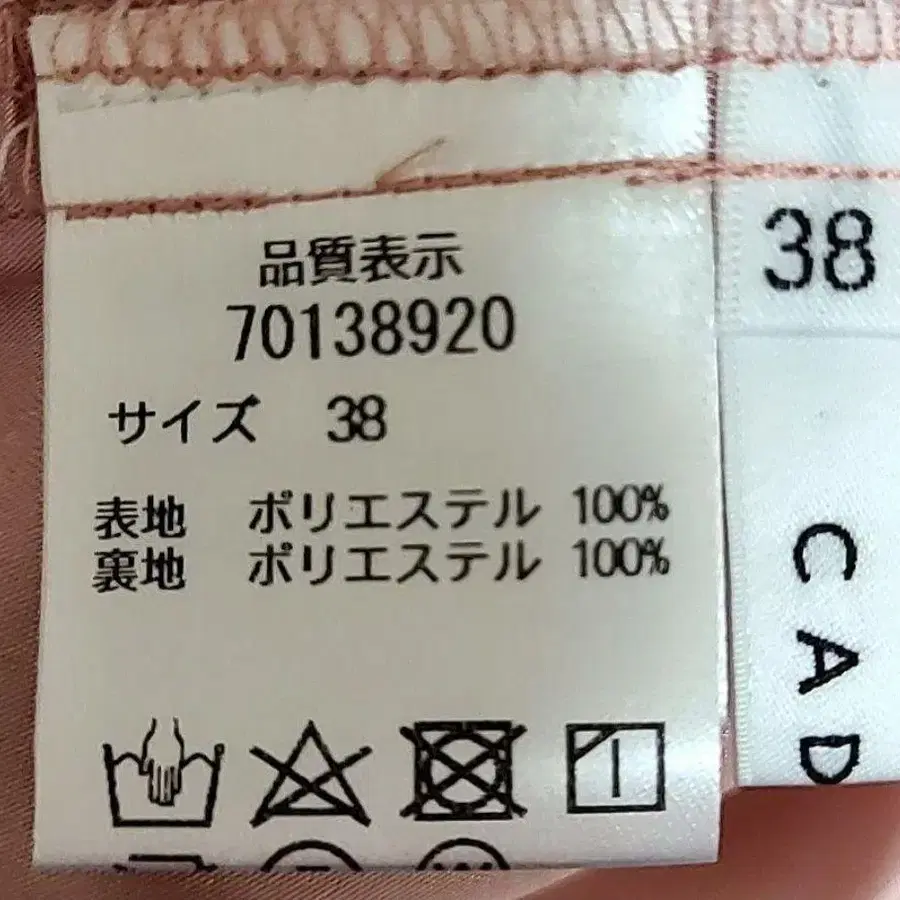 品質表示
70138920
サイズ 38
表地 ポリエステル 100%
裏地 ポリエステル 100%
38
CAD